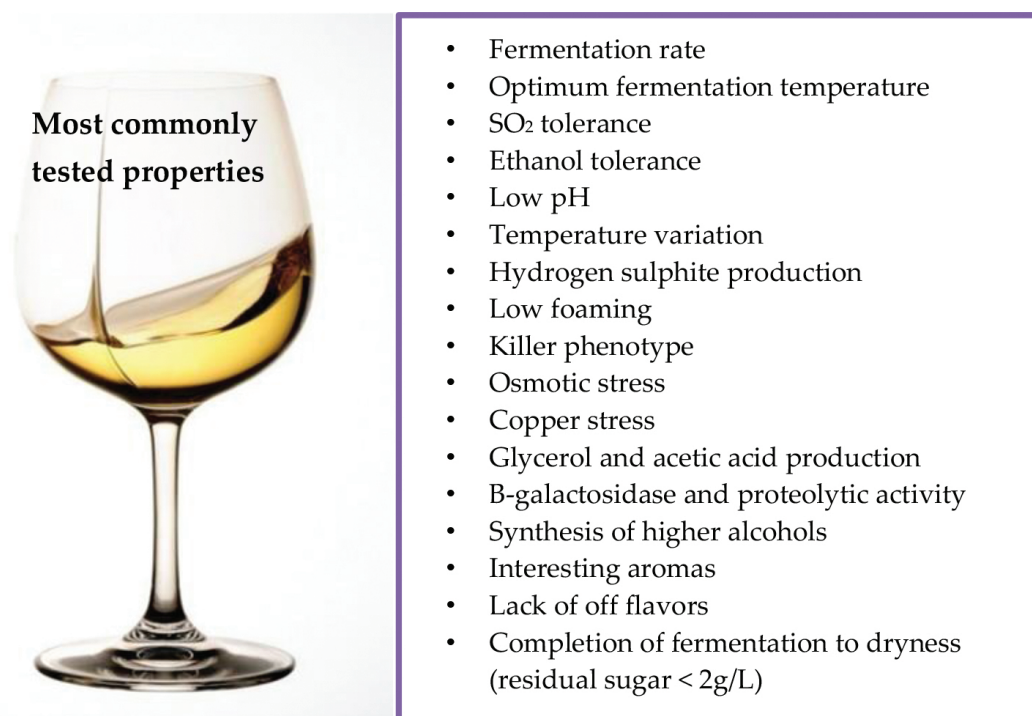 Most commonly
tested properties
• Fermentation rate
• Optimum fermentation temperature
• SO₂ tolerance
• Ethanol tolerance
• Low pH
• Temperature variation
• Hydrogen sulphite production
• Low foaming
• Killer phenotype
• Osmotic stress
• Copper stress
• Glycerol and acetic acid production
• B-galactosidase and proteolytic activity
• Synthesis of higher alcohols
• Interesting aromas
• Lack of off flavors
• Completion of fermentation to dryness
(residual sugar < 2g/L)